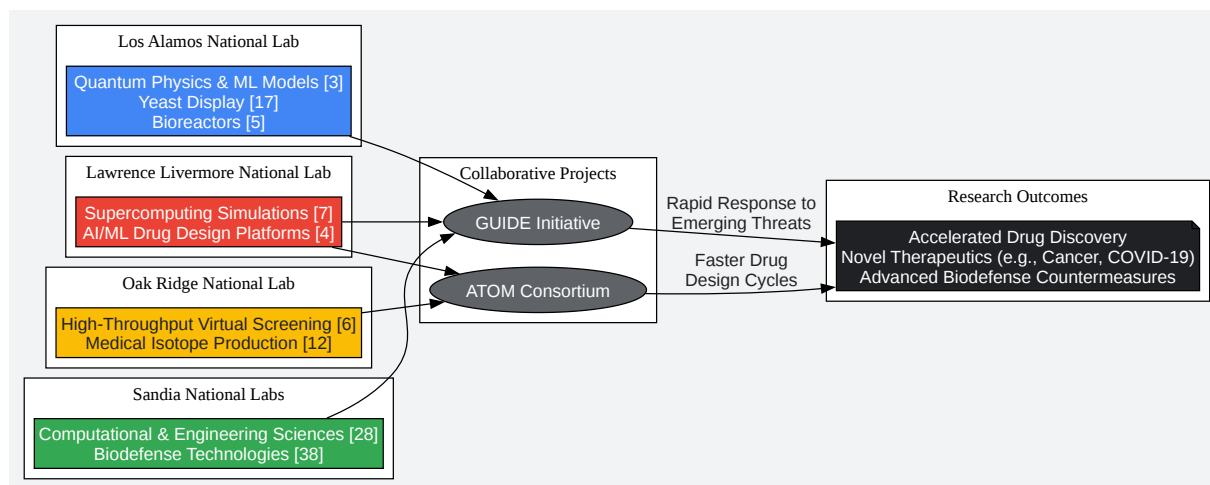 Los Alamos National Lab
Quantum Physics & ML Models [3]
Yeast Display [17]
Bioreactors [5]
Lawrence Livermore National Lab
Supercomputing Simulations [7]
AI/ML Drug Design Platforms [4]
Oak Ridge National Lab
High-Throughput Virtual Screening [6]
Medical Isotope Production [12]
Sandia National Labs
Computational & Engineering Sciences [28]
Biodefense Technologies [38]
Collaborative Projects
GUIDE Initiative
ATOM Consortium
Rapid Response to
Emerging Threats
Faster Drug
Design Cycles
Research Outcomes
Accelerated Drug Discovery
Novel Therapeutics (e.g., Cancer, COVID-19)
Advanced Biodefense Countermeasures